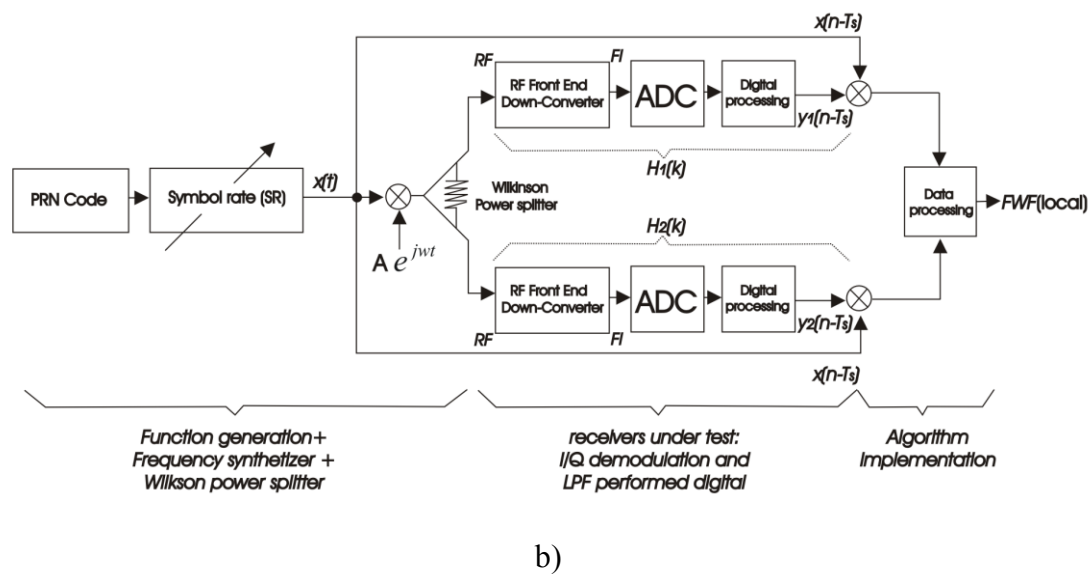 x(n-Ts)
RF
FI
RF Front End
Down-Converter
ADC
Digital
processing
y1(n-Ts)
H1(k)
PRN Code
Symbol rate (SR)
x(t)
Wilkinson
Power splitter
A e^jwt
Data
processing
FWF(local)
H2(k)
RF Front End
Down-Converter
ADC
Digital
processing
RF
FI
y2(n-Ts)
x(n-Ts)
Function generation+
Frequency synthetizer +
Wilkson power splitter
receivers under test:
I/Q demodulation and
LPF performed digital
Algorithm
implementation
b)